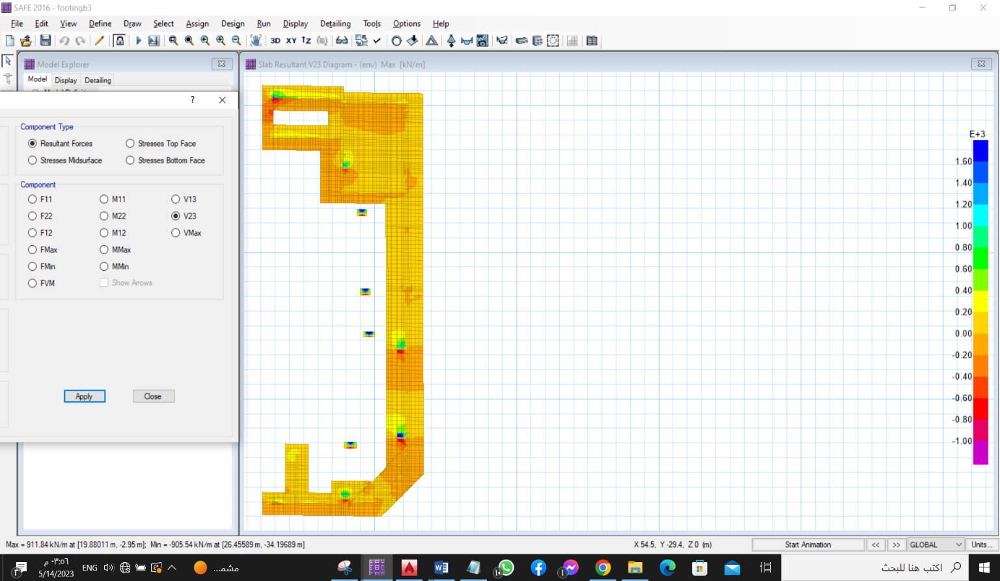 SAFE 2016 - footingb3
File Edit View Define Draw Select Assign Design Run Display Detailing Tools Options Help
3D XY
Model Explorer
Model Display Detailing
Slab Resultant V23 Diagram - (env) Max [kN/m]
?
Component Type
Resultant Forces Stresses Top Face
Stresses Midsurface Stresses Bottom Face
Component
F11 M11 V13
F22 M22 V23
F12 M12 VMax
FMax MMax
FMin MMin
FVM Show Arrows
Apply Close
E+3
1.60
1.40
1.20
1.00
0.80
0.60
0.40
0.20
0.00
-0.20
-0.40
-0.60
-0.80
-1.00
Max = 911.84 kN/m at [19.88011 m, -2.95 m]; Min = -905.54 kN/m at [26.45589 m, -34.19689 m]
X 54.5, Y -29.4, Z 0 (m)
Start Animation << >> GLOBAL Units...
٠٣:٥٦ م
5/14/2023
ENG
مشمـ...
اكتب هنا للبحث